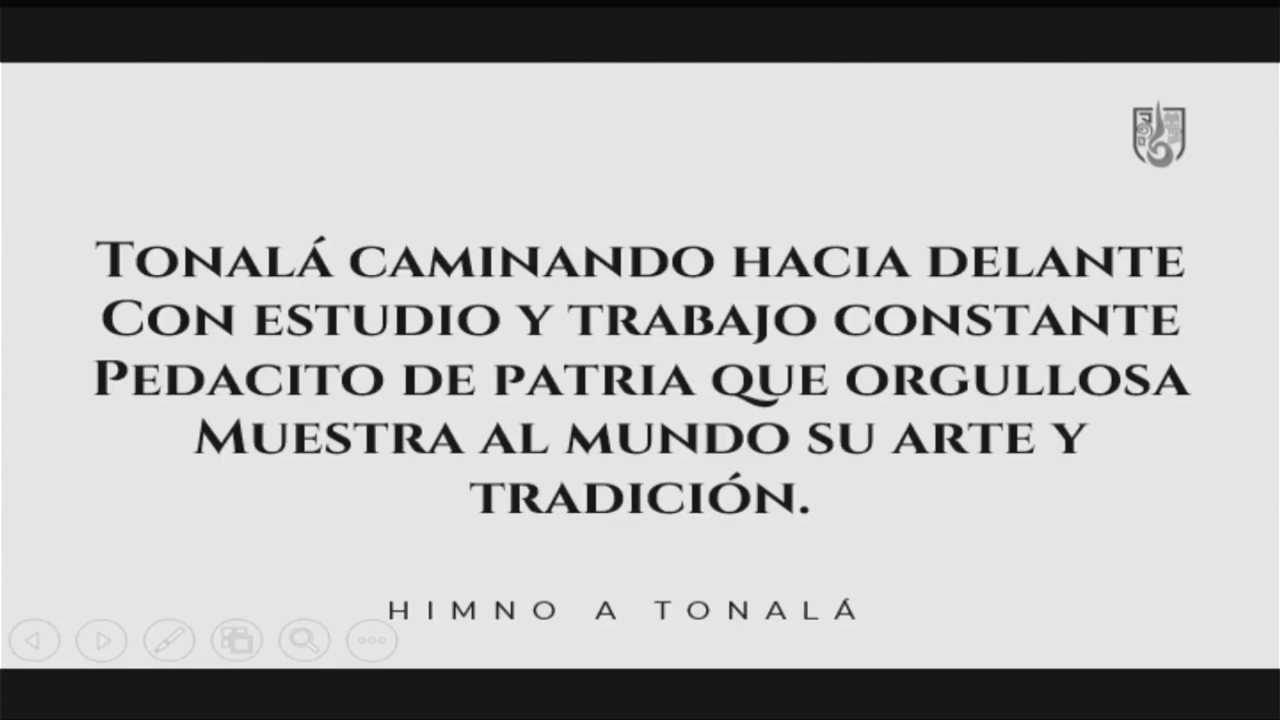 Tonalá caminando hacia delante
Con estudio y trabajo constante
Pedacito de patria que orgullosa
Muestra al mundo su arte y
tradición.
HIMNO A TONALÁ